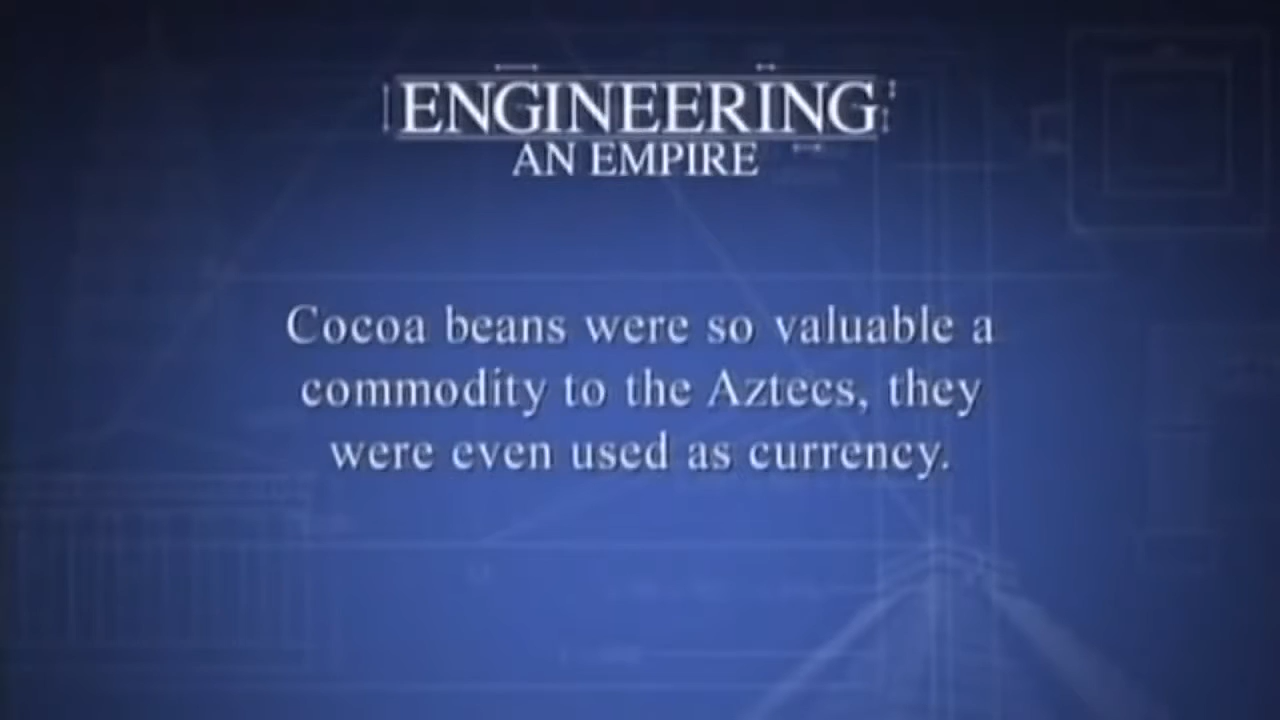 ENGINEERING
AN EMPIRE
Cocoa beans were so valuable a
commodity to the Aztecs, they
were even used as currency.